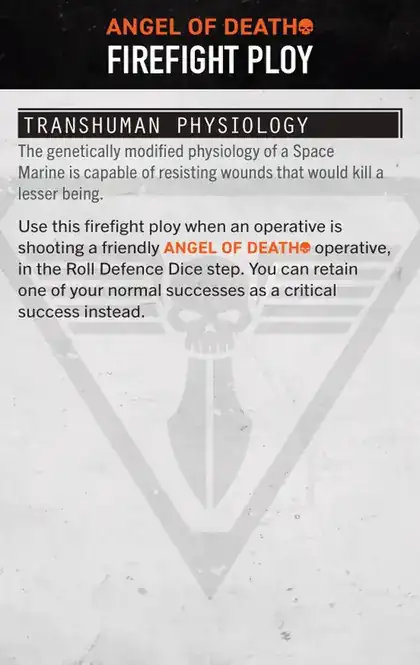 ANGEL OF DEATH
FIREFIGHT PLOY
TRANSHUMAN PHYSIOLOGY
The genetically modified physiology of a Space
Marine is capable of resisting wounds that would kill a
lesser being.
Use this firefight ploy when an operative is
shooting a friendly ANGEL OF DEATH operative,
in the Roll Defence Dice step. You can retain
one of your normal successes as a critical
success instead.